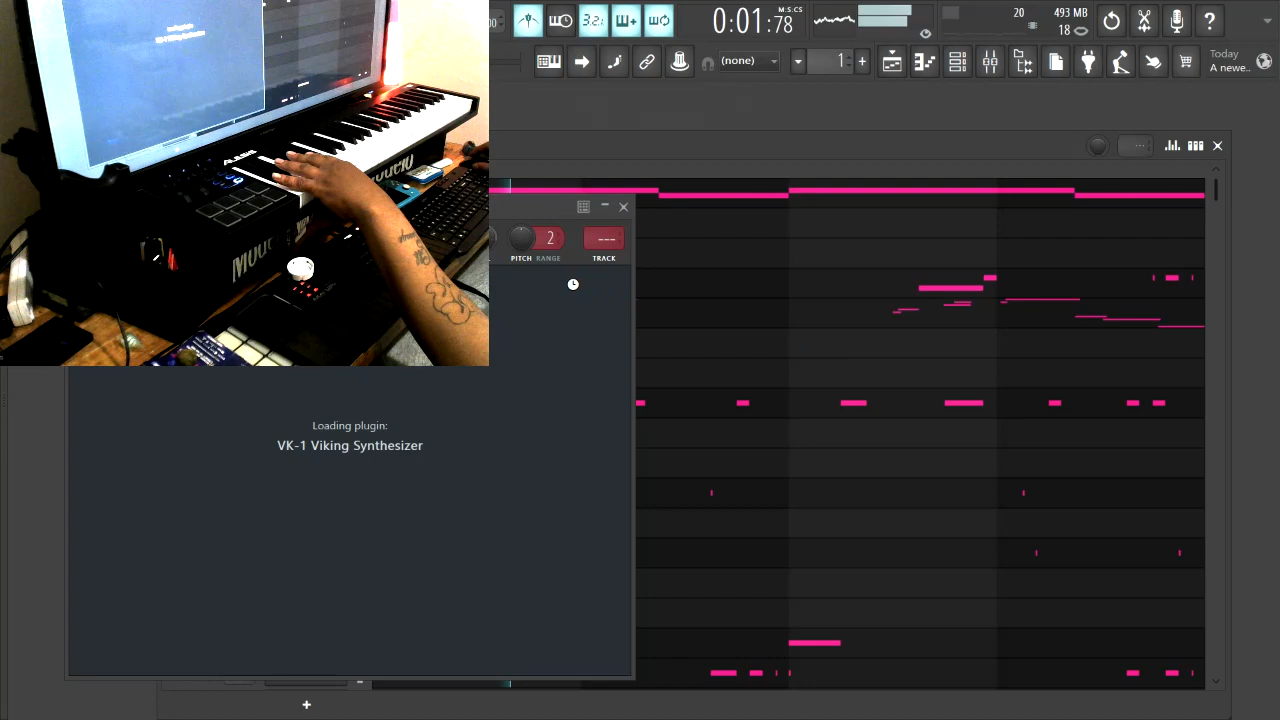 0:01:78
M:S:CS
20
493 MB
18
32:
(none)
1
Today
A newe..
2
---
PITCH RANGE
TRACK
Loading plugin:
VK-1 Viking Synthesizer